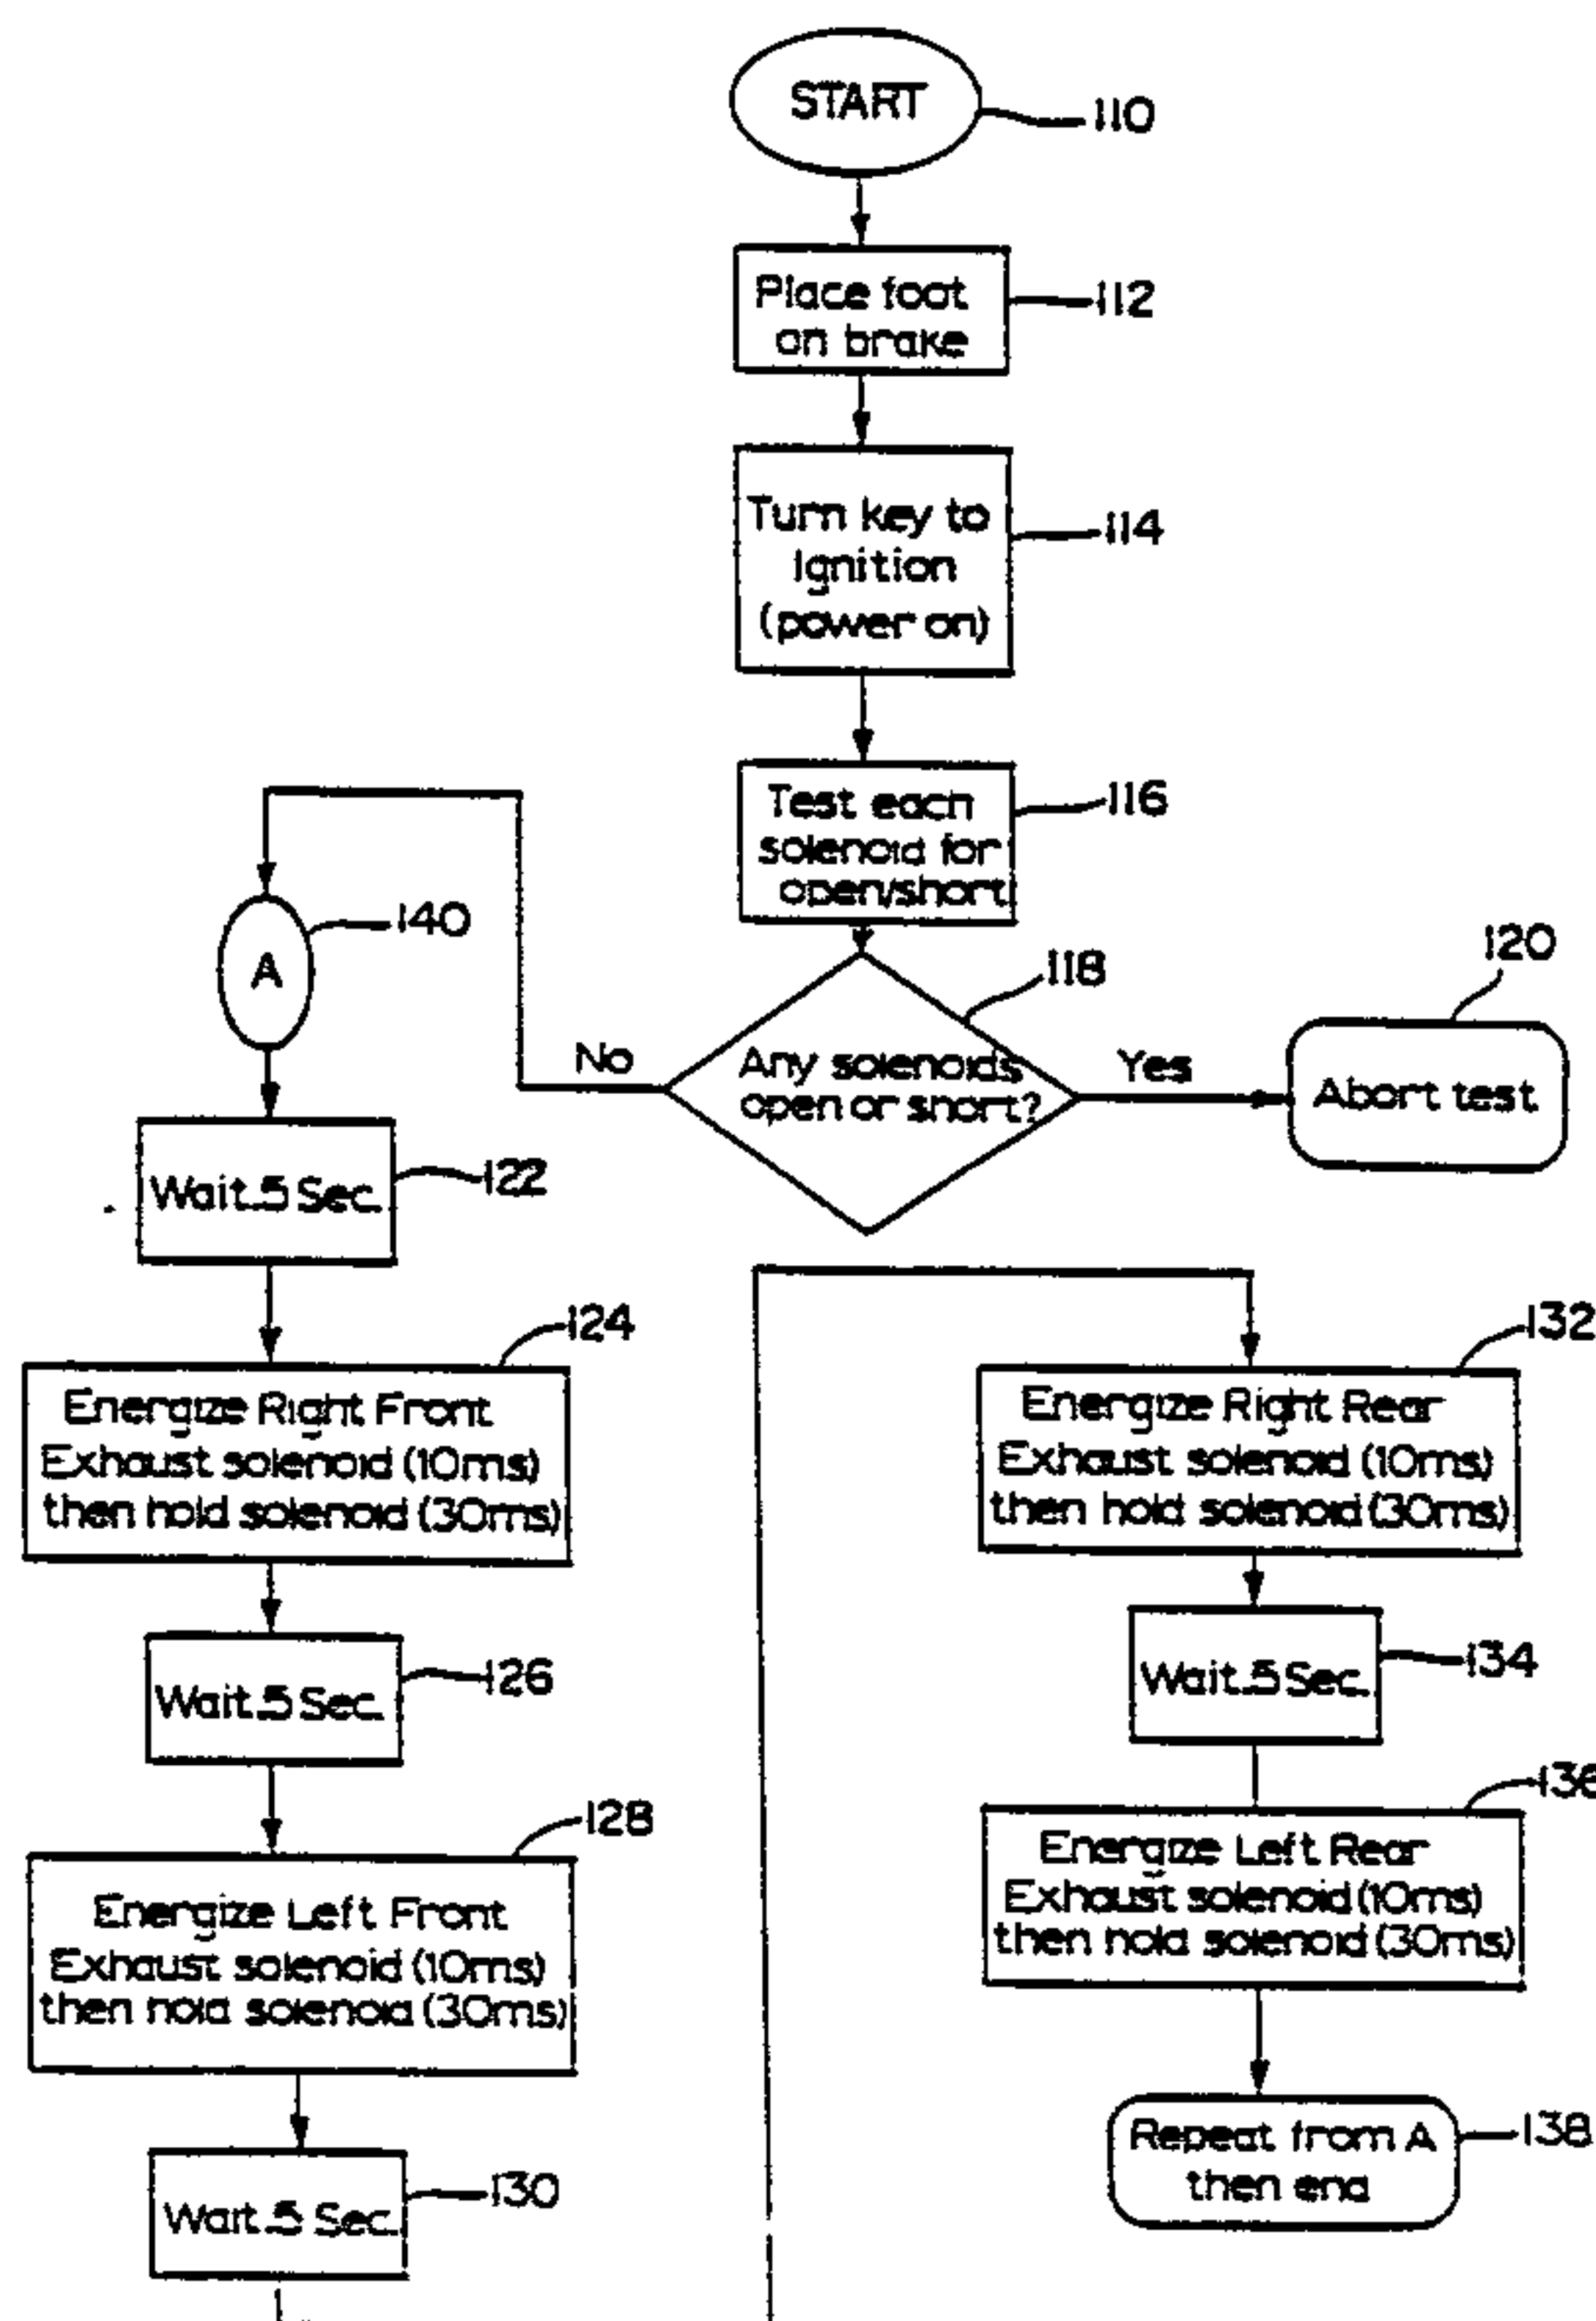 START
110
Place foot
on brake
112
Turn key to
Ignition
(power on)
114
Test each
solenoid for
open/short
116
Any solenoids
open or short?
118
No
Yes
Abort test
120
A
140
Wait .5 Sec.
122
Energize Right Front
Exhaust solenoid (10ms)
then hold solenoid (30ms)
124
Wait .5 Sec.
126
Energize Left Front
Exhaust solenoid (10ms)
then hold solenoid (30ms)
128
Wait .5 Sec.
130
Energize Right Rear
Exhaust solenoid (10ms)
then hold solenoid (30ms)
132
Wait .5 Sec.
134
Energize Left Rear
Exhaust solenoid (10ms)
then hold solenoid (30ms)
136
Repeat from A
then end
138